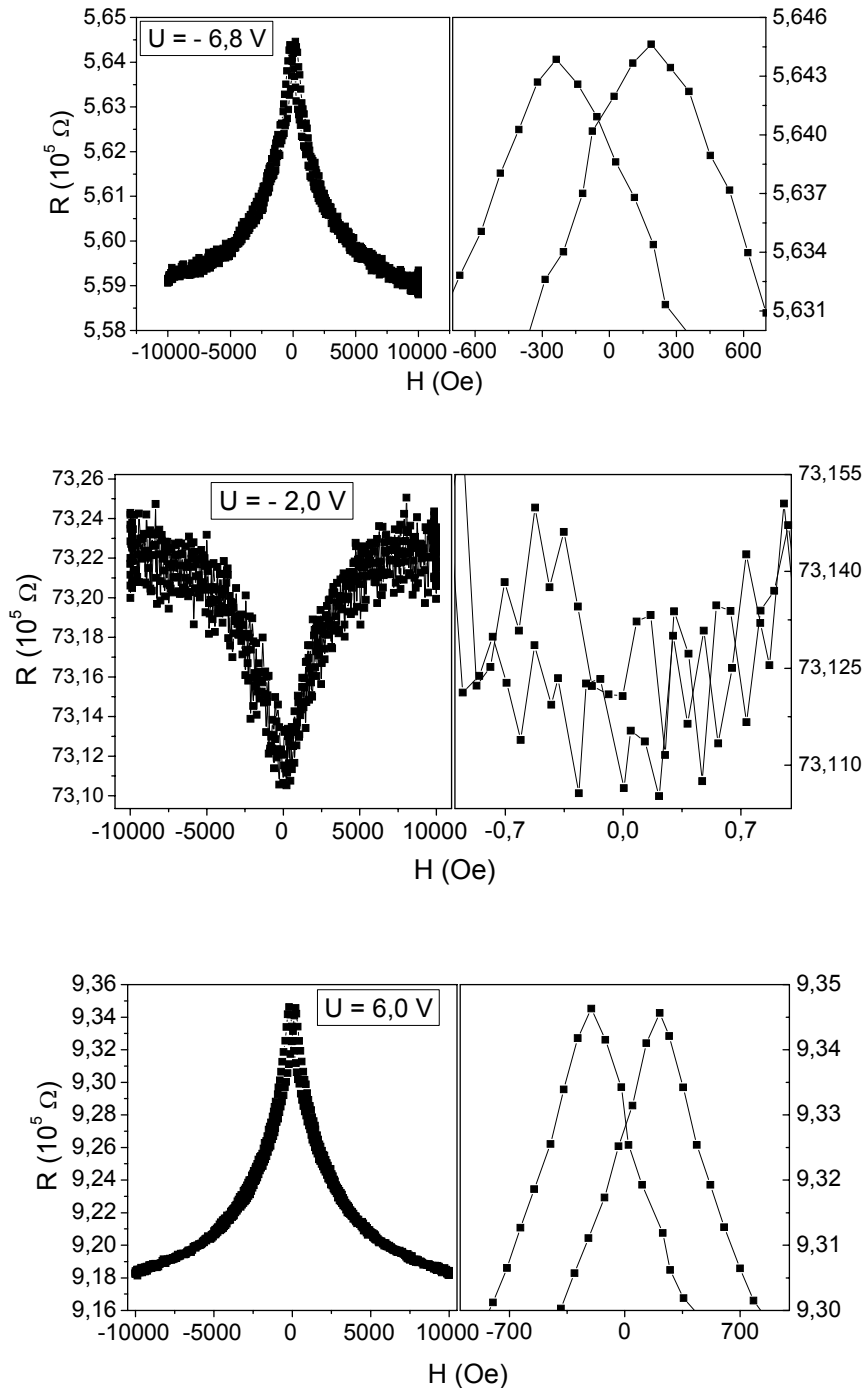 U = - 6,8 V
R (10⁵ Ω)
5,65
5,64
5,63
5,62
5,61
5,60
5,59
5,58
-10000 -5000 0 5000 10000
5,646
5,643
5,640
5,637
5,634
5,631
-600 -300 0 300 600
H (Oe)
U = - 2,0 V
R (10⁵ Ω)
73,26
73,24
73,22
73,20
73,18
73,16
73,14
73,12
73,10
-10000 -5000 0 5000 10000
73,155
73,140
73,125
73,110
-0,7 0,0 0,7
H (Oe)
U = 6,0 V
R (10⁵ Ω)
9,36
9,34
9,32
9,30
9,28
9,26
9,24
9,22
9,20
9,18
9,16
-10000 -5000 0 5000 10000
9,35
9,34
9,33
9,32
9,31
9,30
-700 0 700
H (Oe)